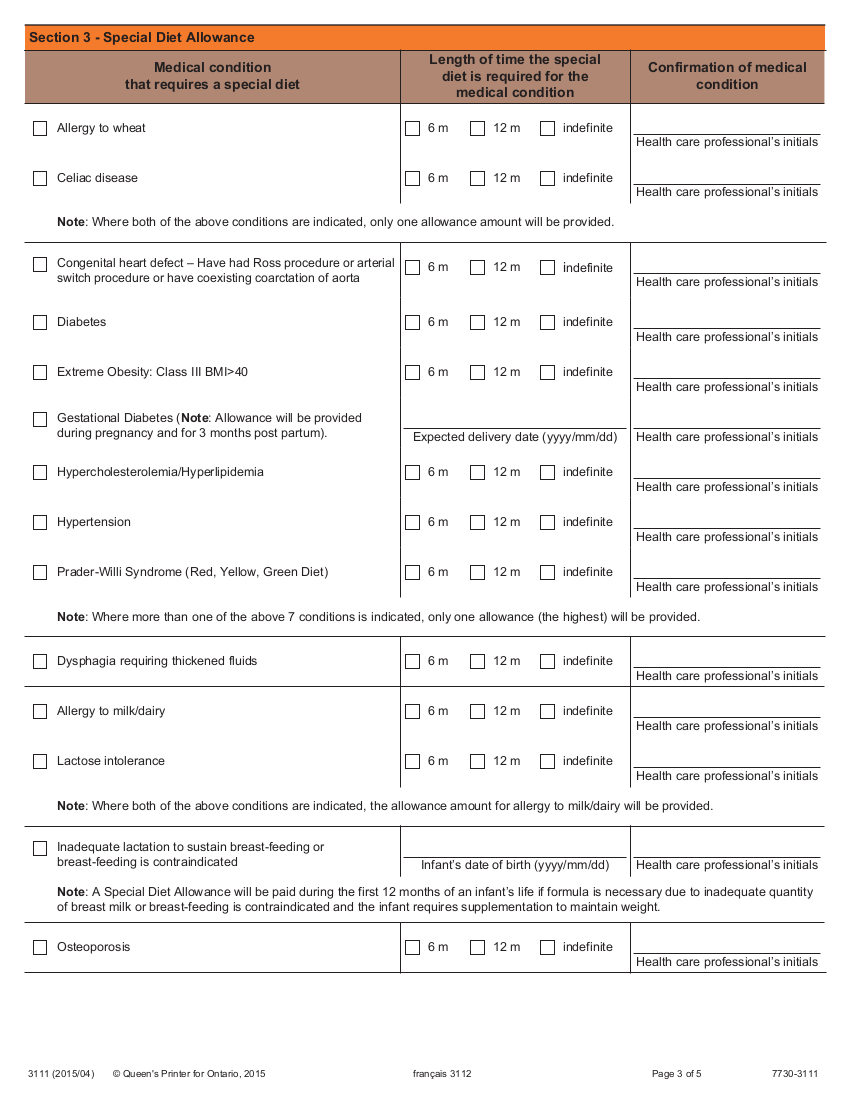 Section 3 - Special Diet Allowance
Medical condition
that requires a special diet
Length of time the special
diet is required for the
medical condition
Confirmation of medical
condition
Allergy to wheat 6 m 12 m indefinite
Health care professional's initials
Celiac disease 6 m 12 m indefinite
Health care professional's initials
Note: Where both of the above conditions are indicated, only one allowance amount will be provided.
Congenital heart defect – Have had Ross procedure or arterial
switch procedure or have coexisting coarctation of aorta
6 m 12 m indefinite
Health care professional's initials
Diabetes 6 m 12 m indefinite
Health care professional's initials
Extreme Obesity: Class III BMI>40 6 m 12 m indefinite
Health care professional's initials
Gestational Diabetes (Note: Allowance will be provided
during pregnancy and for 3 months post partum).
Expected delivery date (yyyy/mm/dd)
Health care professional's initials
Hypercholesterolemia/Hyperlipidemia 6 m 12 m indefinite
Health care professional's initials
Hypertension 6 m 12 m indefinite
Health care professional's initials
Prader-Willi Syndrome (Red, Yellow, Green Diet) 6 m 12 m indefinite
Health care professional's initials
Note: Where more than one of the above 7 conditions is indicated, only one allowance (the highest) will be provided.
Dysphagia requiring thickened fluids 6 m 12 m indefinite
Health care professional's initials
Allergy to milk/dairy 6 m 12 m indefinite
Health care professional's initials
Lactose intolerance 6 m 12 m indefinite
Health care professional's initials
Note: Where both of the above conditions are indicated, the allowance amount for allergy to milk/dairy will be provided.
Inadequate lactation to sustain breast-feeding or
breast-feeding is contraindicated
Infant's date of birth (yyyy/mm/dd)
Health care professional's initials
Note: A Special Diet Allowance will be paid during the first 12 months of an infant's life if formula is necessary due to inadequate quantity
of breast milk or breast-feeding is contraindicated and the infant requires supplementation to maintain weight.
Osteoporosis 6 m 12 m indefinite
Health care professional's initials
3111 (2015/04) © Queen's Printer for Ontario, 2015 français 3112 Page 3 of 5 7730-3111